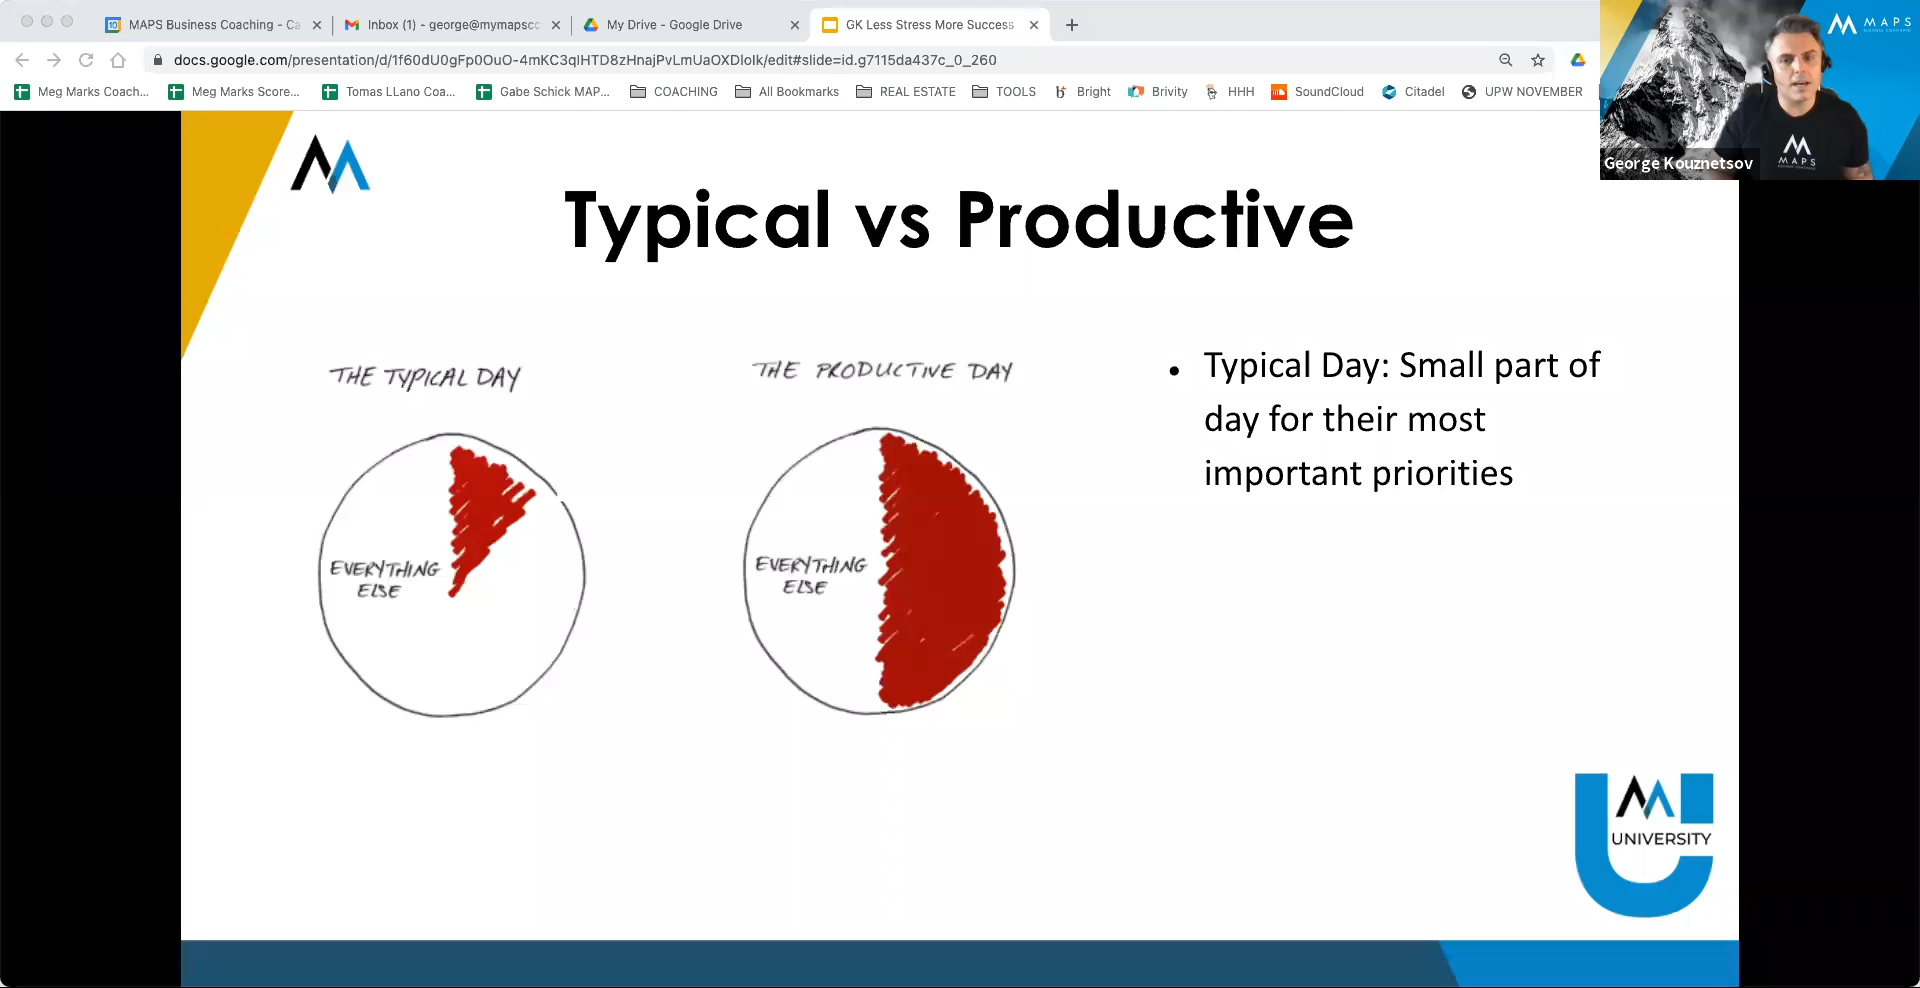 MAPS Business Coaching - Ca
Inbox (1) - george@mymapscc
My Drive - Google Drive
GK Less Stress More Success
docs.google.com/presentation/d/1f60dU0gFp0OuO-4mKC3qlHTD8zHnajPvLmUaOXDIoIk/edit#slide=id.g7115da437c_0_260
Meg Marks Coach...
Meg Marks Score...
Tomas LLano Coa...
Gabe Schick MAP...
COACHING
All Bookmarks
REAL ESTATE
TOOLS
Bright
Brivity
HHH
SoundCloud
Citadel
UPW NOVEMBER
MAPS
MAPS
George Kouznetsov
Typical vs Productive
THE TYPICAL DAY
THE PRODUCTIVE DAY
EVERYTHING
ELSE
EVERYTHING
ELSE
• Typical Day: Small part of
day for their most
important priorities
UNIVERSITY